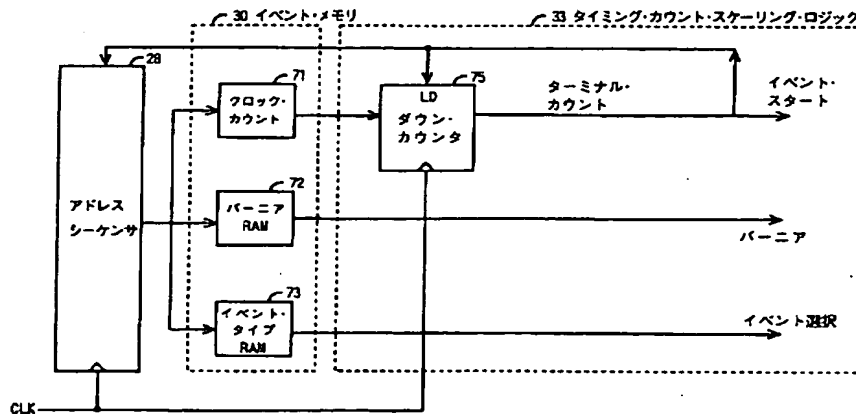 30 イベント・メモリ
33 タイミング・カウント・スケーリング・ロジック
28
71
クロック・
カウント
75
LD
ダウン・
カウンタ
ターミナル・
カウント
イベント・
スタート
アドレス
シーケンサ
72
バーニア
RAM
バーニア
73
イベント・
タイプ
RAM
イベント選択
CLK